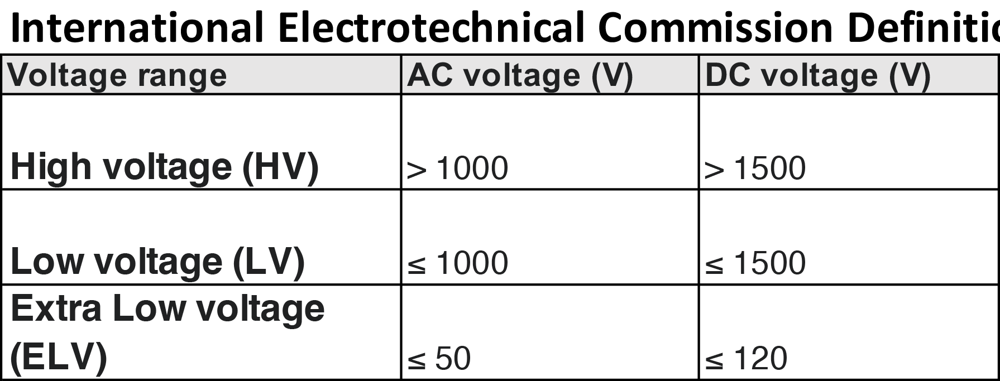 International Electrotechnical Commission Definitio
Voltage range AC voltage (V) DC voltage (V)
High voltage (HV) > 1000 > 1500
Low voltage (LV) ≤ 1000 ≤ 1500
Extra Low voltage
(ELV) ≤ 50 ≤ 120